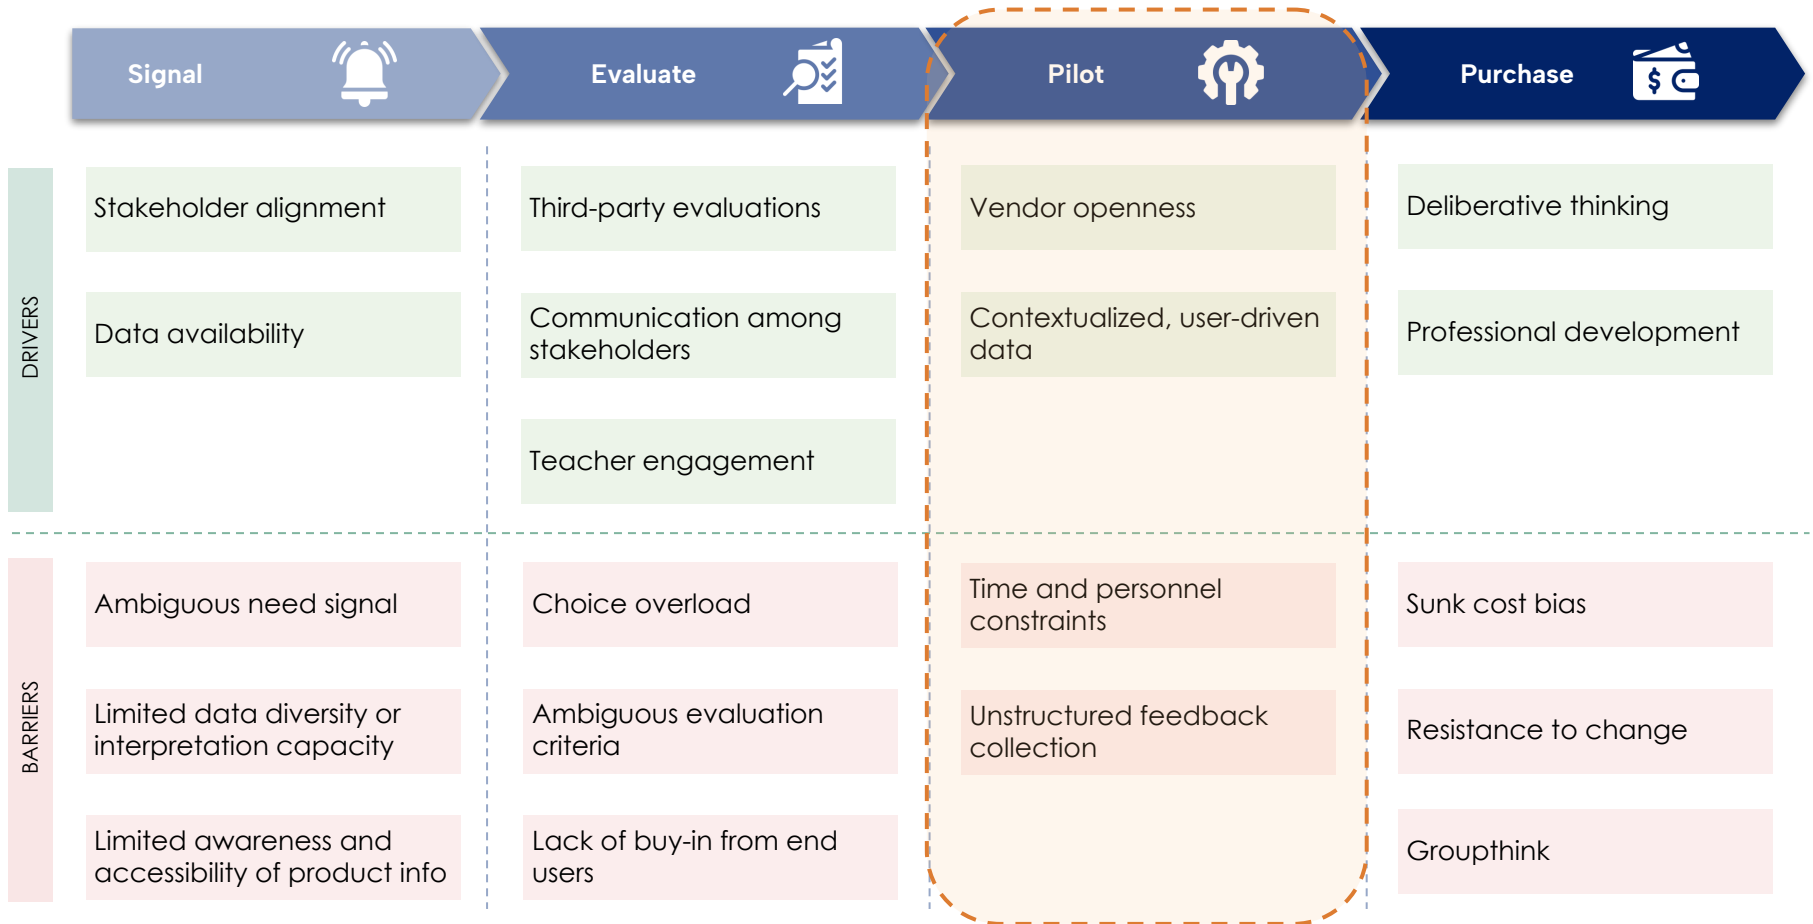 Signal
Evaluate
Pilot
Purchase
$
DRIVERS
Stakeholder alignment
Third-party evaluations
Vendor openness
Deliberative thinking
Data availability
Communication among
stakeholders
Contextualized, user-driven
data
Professional development
Teacher engagement
BARRIERS
Ambiguous need signal
Choice overload
Time and personnel
constraints
Sunk cost bias
Limited data diversity or
interpretation capacity
Ambiguous evaluation
criteria
Unstructured feedback
collection
Resistance to change
Limited awareness and
accessibility of product info
Lack of buy-in from end
users
Groupthink